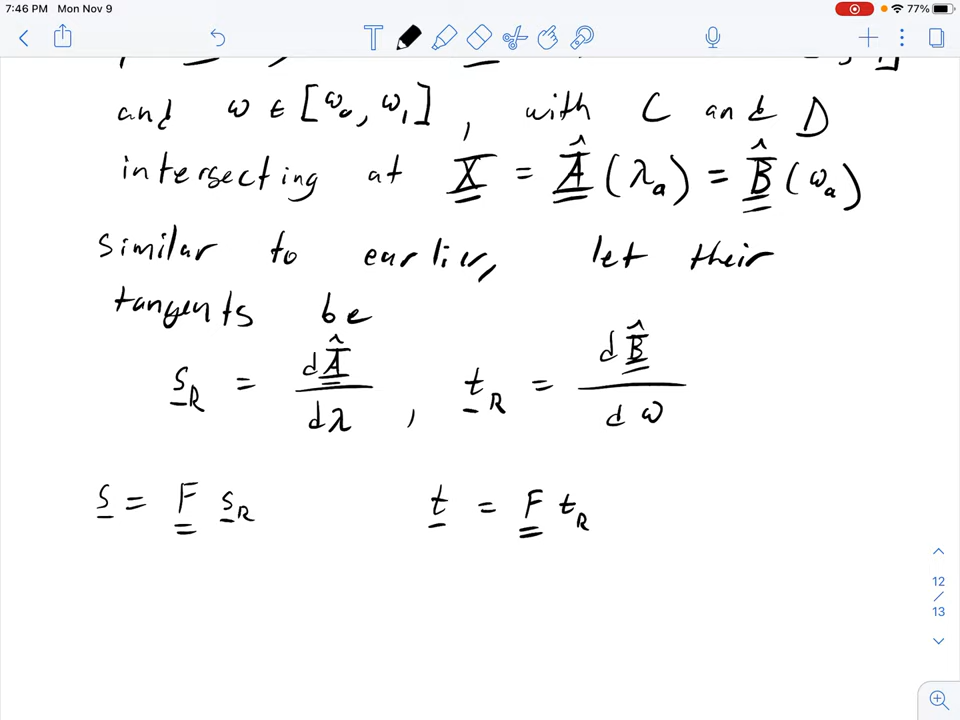 7:46 PM Mon Nov 9
77%
T
and ω ∈ [ω₀, ω₁], with C and D
intersecting at X = Â(λₐ) = B̂(ωₐ)
similar to earlier, let their
tangents be
s_R = dÂ/dλ, t_R = dB̂/dω
s = F s_R t = F t_R
12
/
13